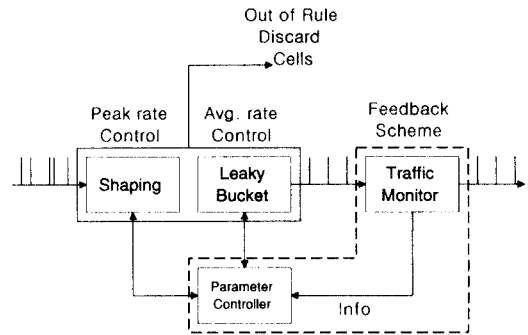 Out of Rule
Discard
Cells
Peak rate
Control
Avg. rate
Control
Feedback
Scheme
Shaping
Leaky
Bucket
Traffic
Monitor
Parameter
Controller
Info